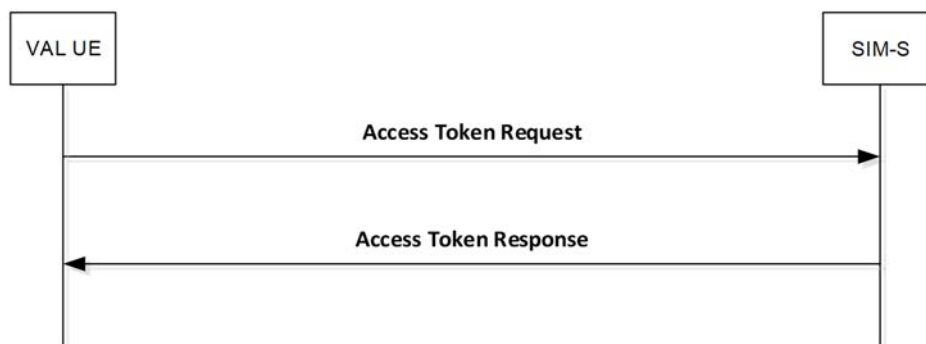 VAL UE
SIM-S
Access Token Request
Access Token Response